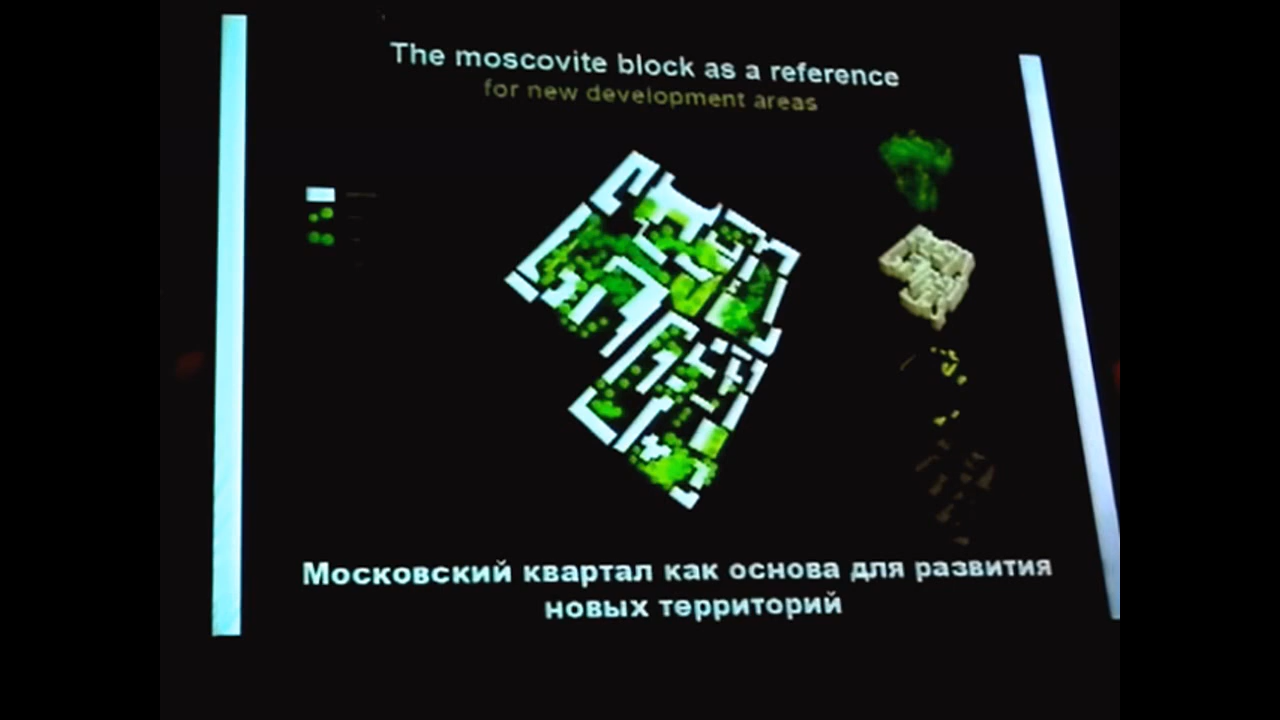 The moscovite block as a reference
for new development areas
Московский квартал как основа для развития
новых территорий